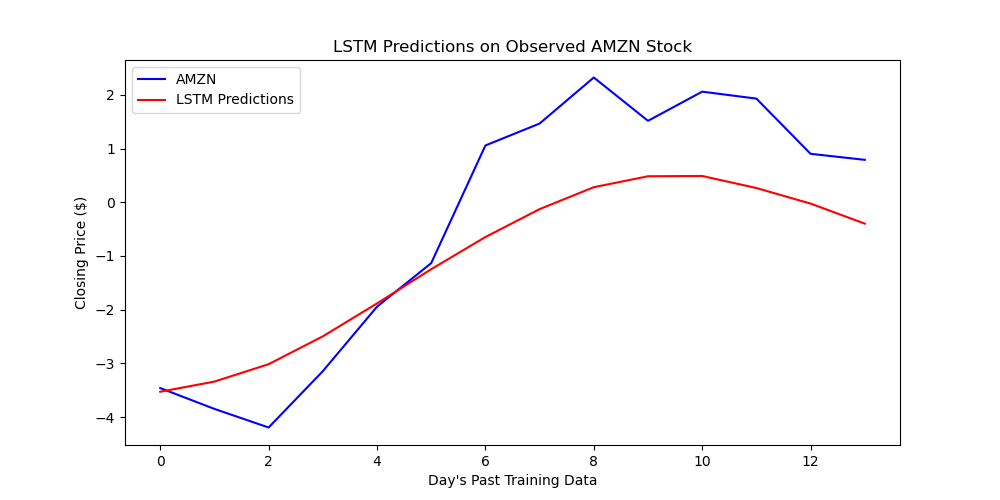 LSTM Predictions on Observed AMZN Stock
AMZN
LSTM Predictions
2
1
0
−1
−2
−3
−4
Closing Price ($)
0 2 4 6 8 10 12
Day's Past Training Data